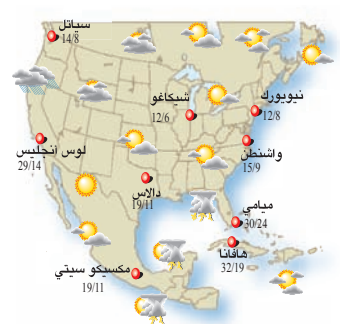 سياتل
14/8
نيويورك
12/8
شيكاغو
12/6
واشنطن
15/9
لوس انجليس
29/14
دالاس
19/11
ميامي
30/24
هافانا
32/19
مكسيكو سيتي
19/11